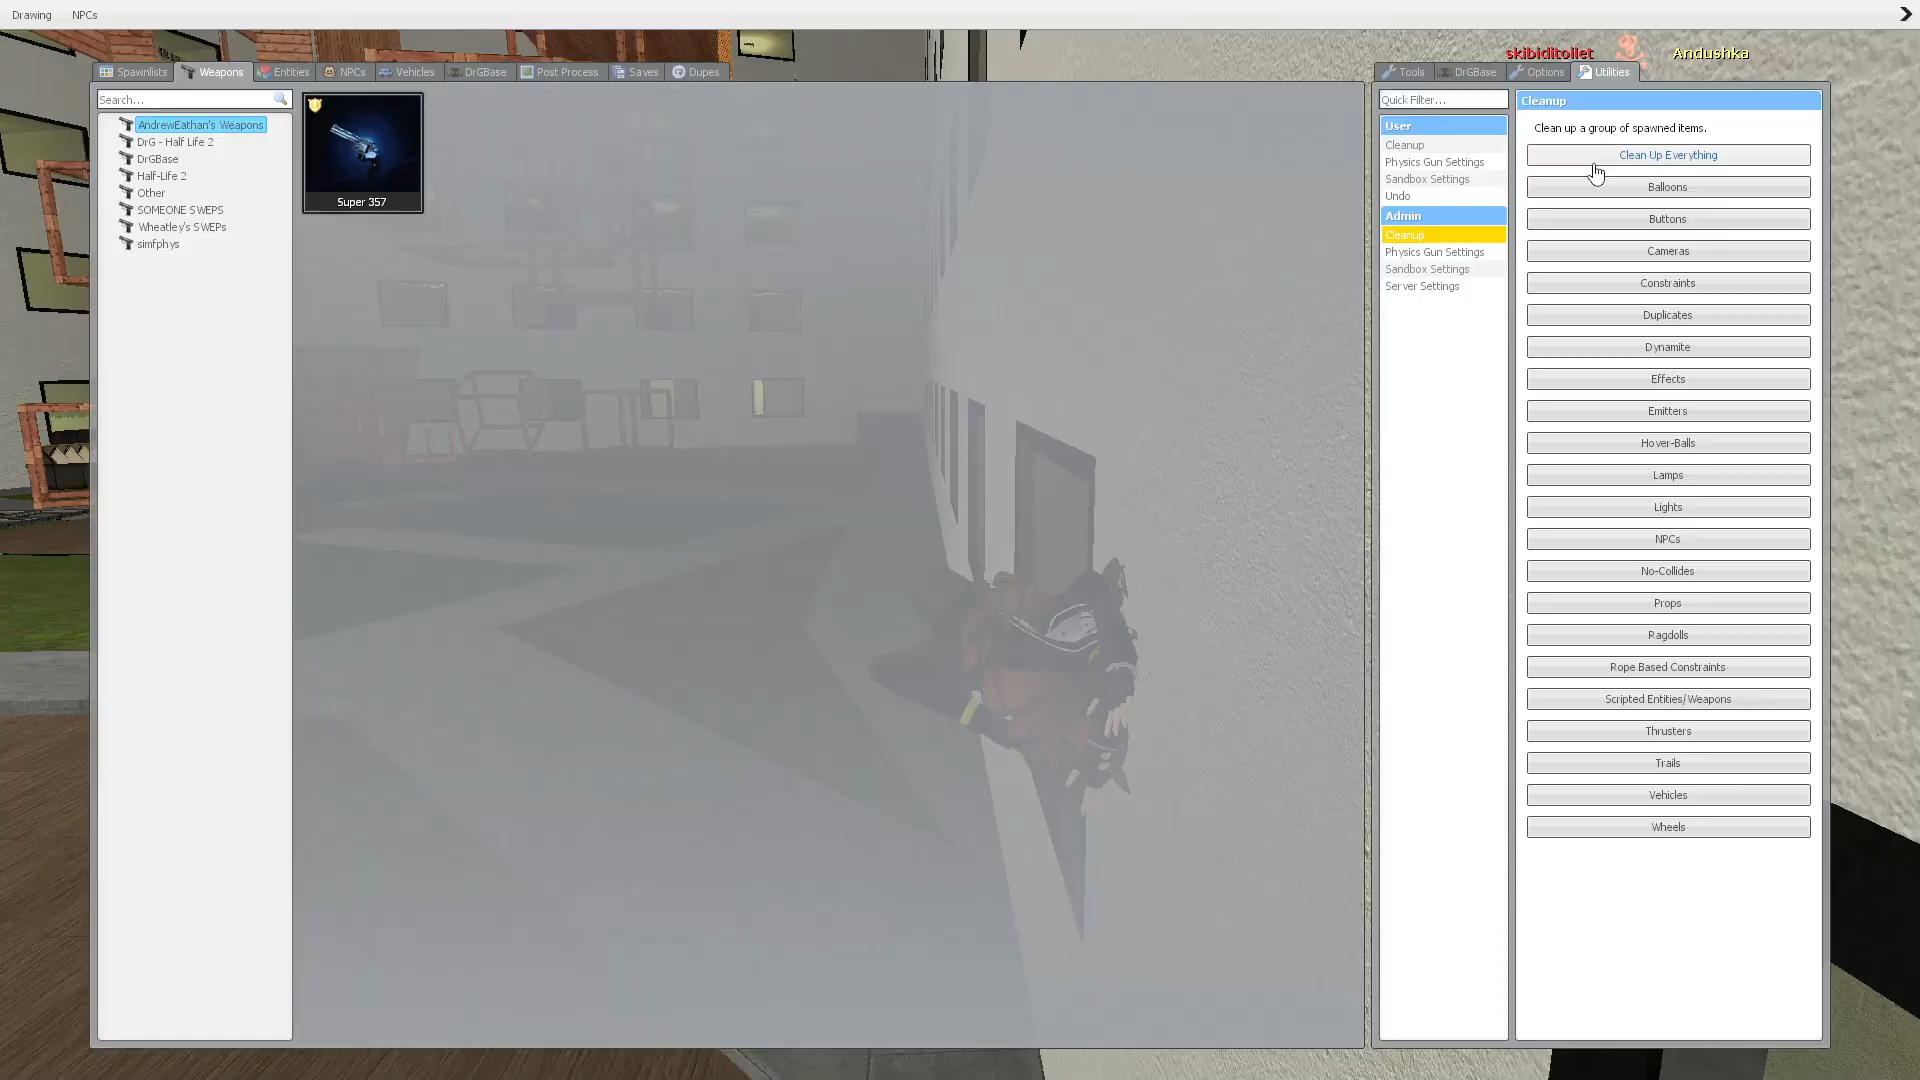 Drawing NPCs
skibiditoilet Andushka
Spawnlists Weapons Entities NPCs Vehicles DrGBase Post Process Saves Dupes
Tools DrGBase Options Utilities
Search...
AndrewEathan's Weapons
DrG - Half Life 2
DrGBase
Half-Life 2
Other
SOMEONE SWEPS
Wheatley's SWEPs
simfphys
Super 357
Quick Filter...
User
Cleanup
Physics Gun Settings
Sandbox Settings
Undo
Admin
Cleanup
Physics Gun Settings
Sandbox Settings
Server Settings
Cleanup
Clean up a group of spawned items.
Clean Up Everything
Balloons
Buttons
Cameras
Constraints
Duplicates
Dynamite
Effects
Emitters
Hover-Balls
Lamps
Lights
NPCs
No-Collides
Props
Ragdolls
Rope Based Constraints
Scripted Entities/Weapons
Thrusters
Trails
Vehicles
Wheels